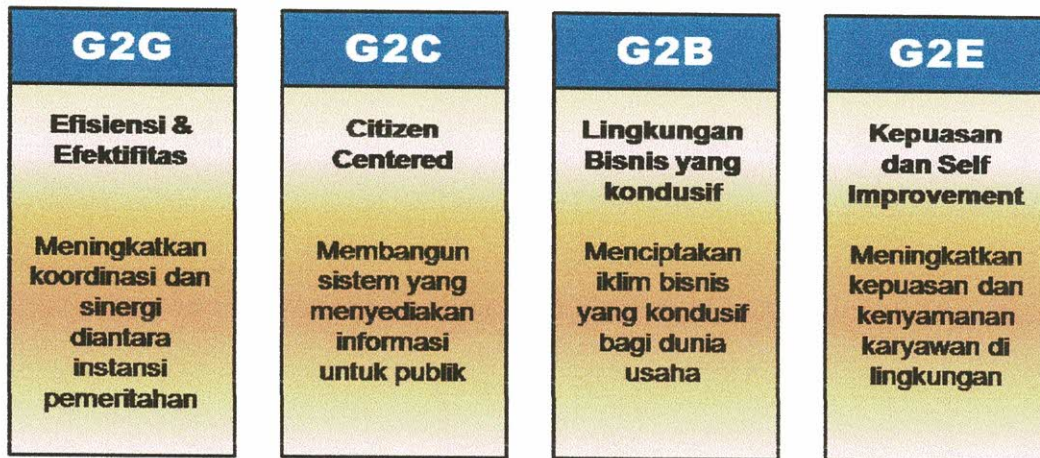 G2G
Efisiensi &
Efektifitas
Meningkatkan
koordinasi dan
sinergi
diantara
instansi
pemeritahan
G2C
Citizen
Centered
Membangun
sistem yang
menyediakan
informasi
untuk publik
G2B
Lingkungan
Bisnis yang
kondusif
Menciptakan
iklim bisnis
yang kondusif
bagi dunia
usaha
G2E
Kepuasan
dan Self
Improvement
Meningkatkan
kepuasan dan
kenyamanan
karyawan di
lingkungan